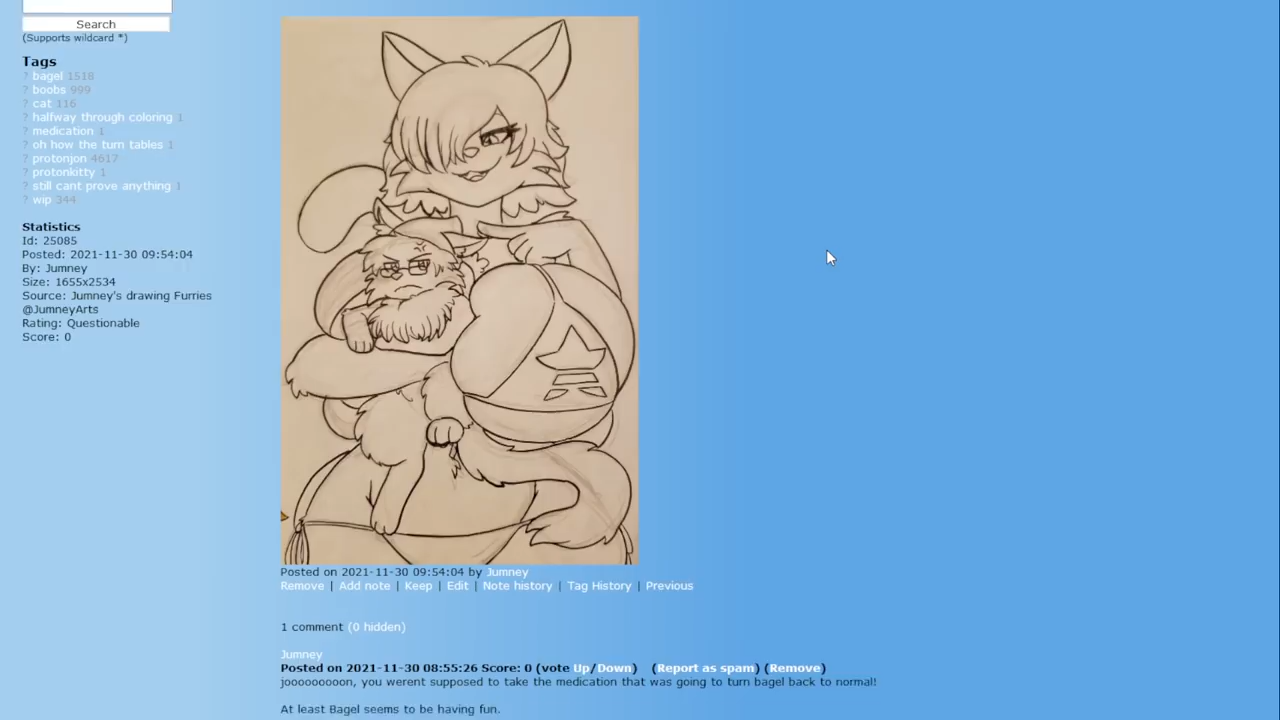 Search
(Supports wildcard *)
Tags
? bagel 1518
? boobs 999
? cat 116
? halfway through coloring 1
? medication 1
? oh how the turn tables 1
? protonjon 4617
? protonkitty 1
? still cant prove anything 1
? wip 344
Statistics
Id: 25085
Posted: 2021-11-30 09:54:04
By: Jumney
Size: 1655x2534
Source: Jumney's drawing Furries
@JumneyArts
Rating: Questionable
Score: 0
Posted on 2021-11-30 09:54:04 by Jumney
Remove | Add note | Keep | Edit | Note history | Tag History | Previous
1 comment (0 hidden)
Jumney
Posted on 2021-11-30 08:55:26 Score: 0 (vote Up/Down) (Report as spam) (Remove)
jooooooooon, you werent supposed to take the medication that was going to turn bagel back to normal!
At least Bagel seems to be having fun.